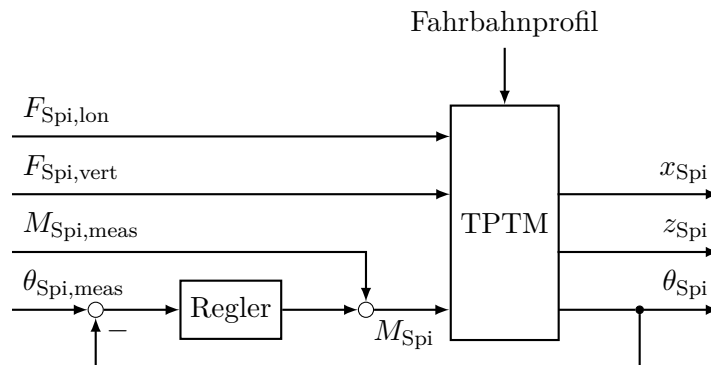 Fahrbahnprofil
F_Spi,lon
F_Spi,vert
x_Spi
M_Spi,meas
TPTM
z_Spi
θ_Spi,meas
Regler
θ_Spi
−
M_Spi